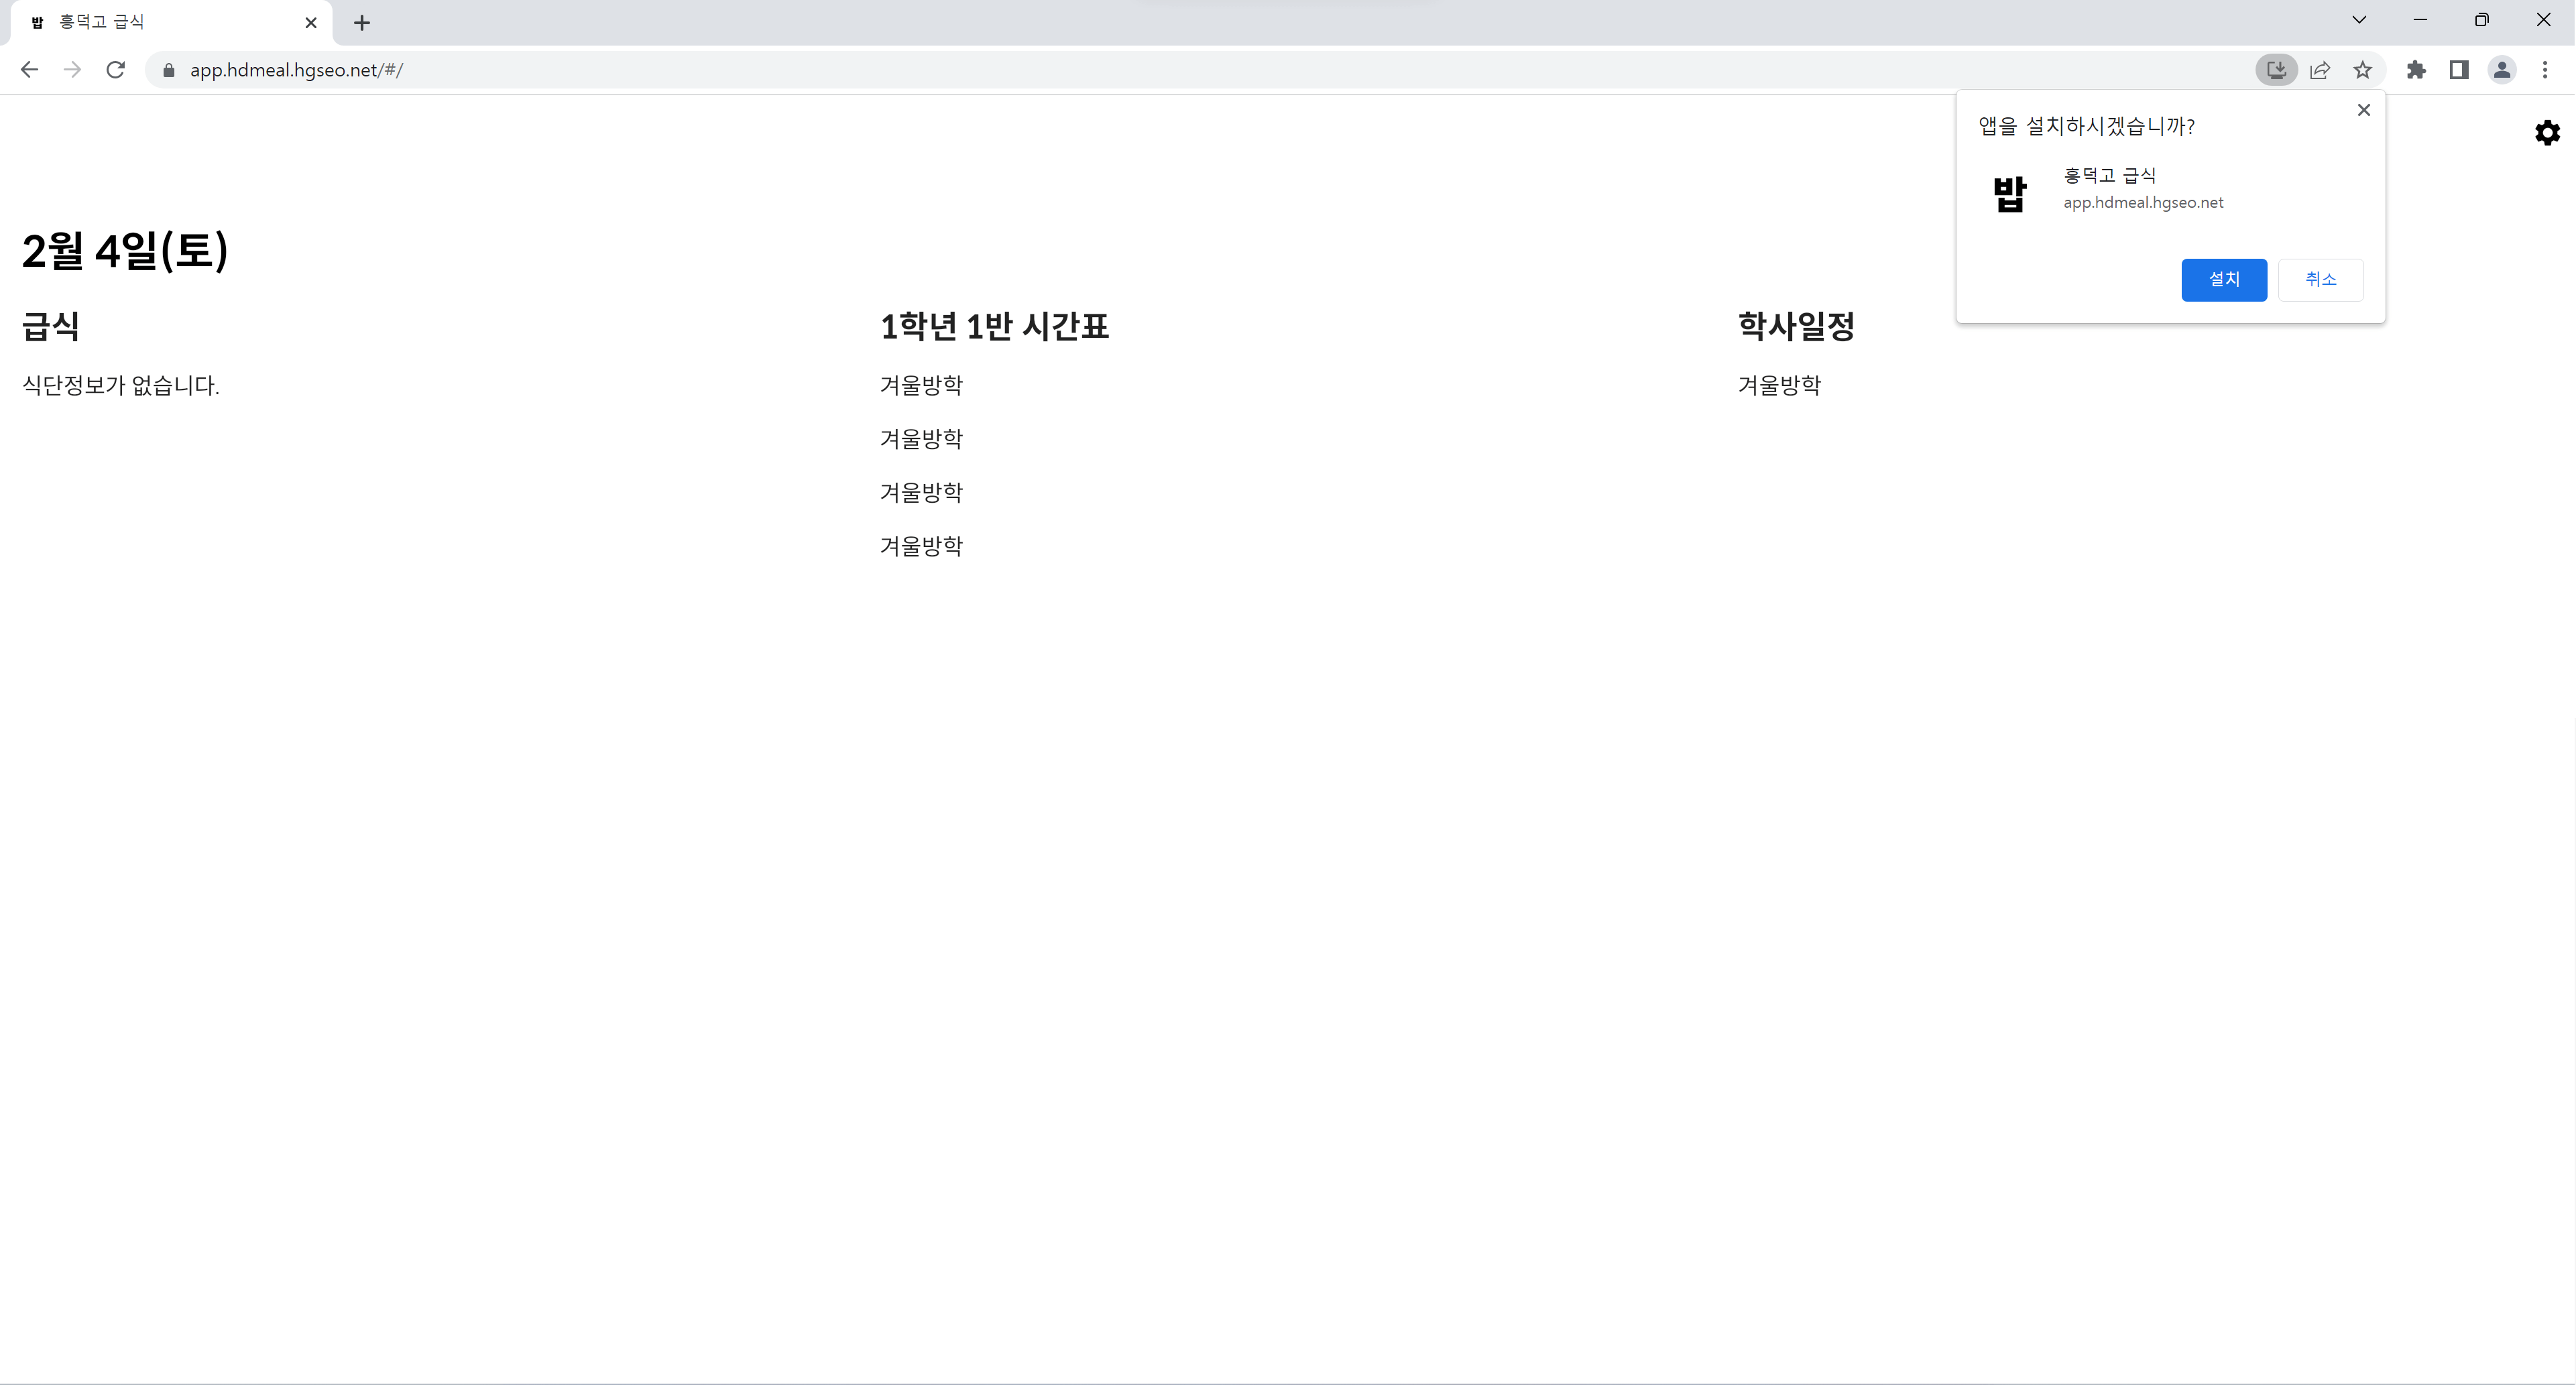 밥 흥덕고 급식
app.hdmeal.hgseo.net/#/
앱을 설치하시겠습니까?
밥
흥덕고 급식
app.hdmeal.hgseo.net
설치 취소
2월 4일(토)
급식
식단정보가 없습니다.
1학년 1반 시간표
겨울방학
겨울방학
겨울방학
겨울방학
학사일정
겨울방학